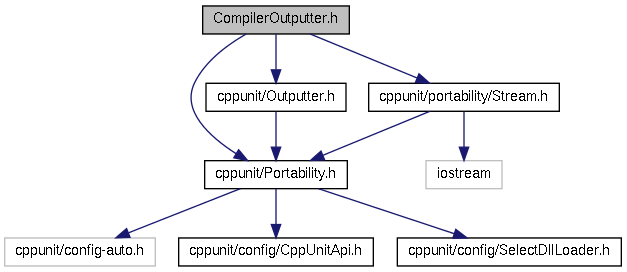 CompilerOutputter.h
cppunit/Outputter.h
cppunit/portability/Stream.h
cppunit/Portability.h
iostream
cppunit/config-auto.h
cppunit/config/CppUnitApi.h
cppunit/config/SelectDllLoader.h